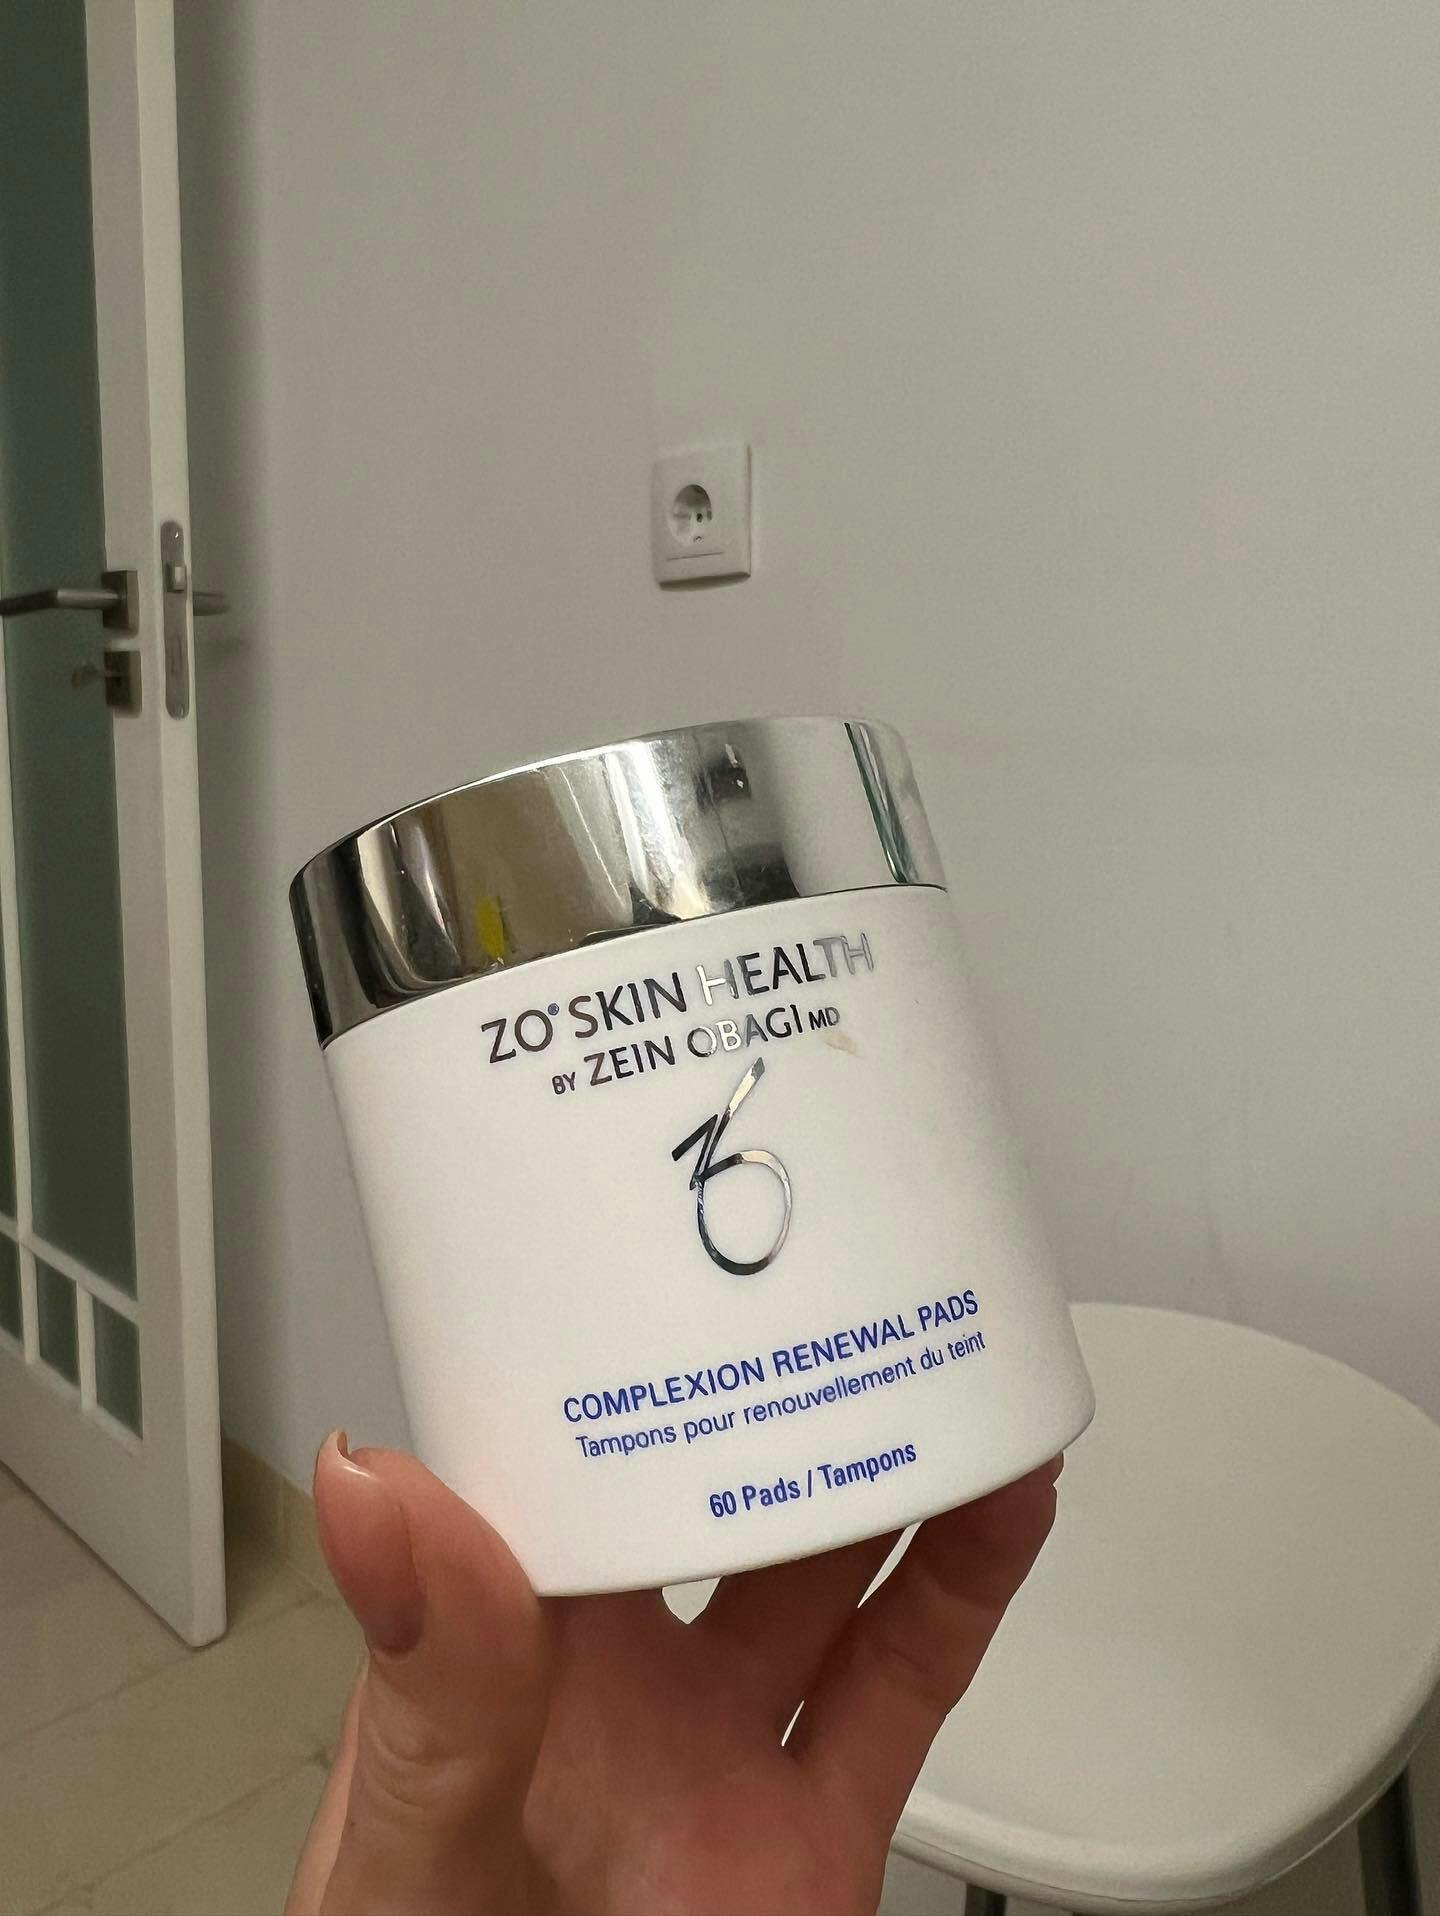 ZO® SKIN HEALTH
BY ZEIN OBAGI MD
COMPLEXION RENEWAL PADS
Tampons pour renouvellement du teint
60 Pads / Tampons